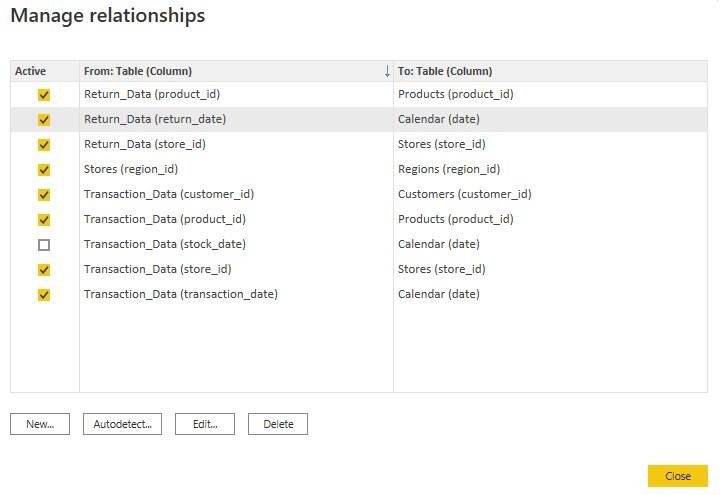 Manage relationships
Active From: Table (Column) ↓ To: Table (Column)
Return_Data (product_id) Products (product_id)
Return_Data (return_date) Calendar (date)
Return_Data (store_id) Stores (store_id)
Stores (region_id) Regions (region_id)
Transaction_Data (customer_id) Customers (customer_id)
Transaction_Data (product_id) Products (product_id)
Transaction_Data (stock_date) Calendar (date)
Transaction_Data (store_id) Stores (store_id)
Transaction_Data (transaction_date) Calendar (date)
New... Autodetect... Edit... Delete
Close